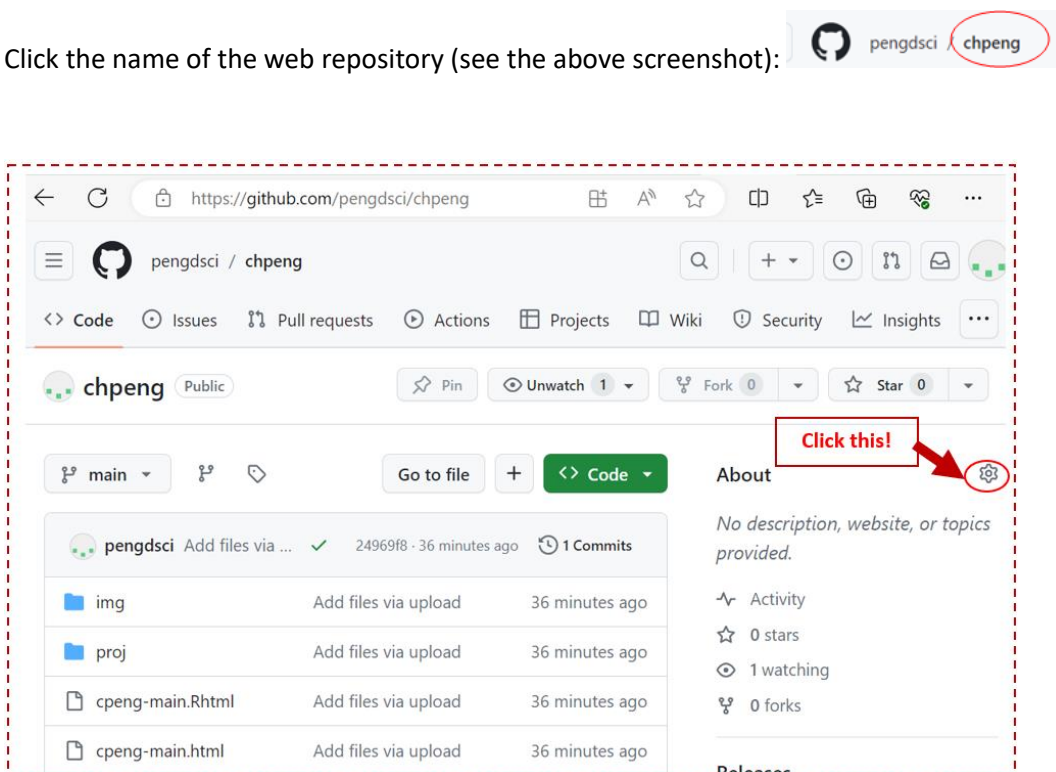 pengdsci / chpeng
Click the name of the web repository (see the above screenshot):
https://github.com/pengdsci/chpeng
pengdsci / chpeng
Code Issues Pull requests Actions Projects Wiki Security Insights
chpeng Public Pin Unwatch 1 Fork 0 Star 0
Click this!
main Go to file + Code About
No description, website, or topics
provided.
pengdsci Add files via ... 24969f8 · 36 minutes ago 1 Commits
img Add files via upload 36 minutes ago
Activity
0 stars
proj Add files via upload 36 minutes ago
1 watching
cpeng-main.Rhtml Add files via upload 36 minutes ago
0 forks
cpeng-main.html Add files via upload 36 minutes ago
Releases